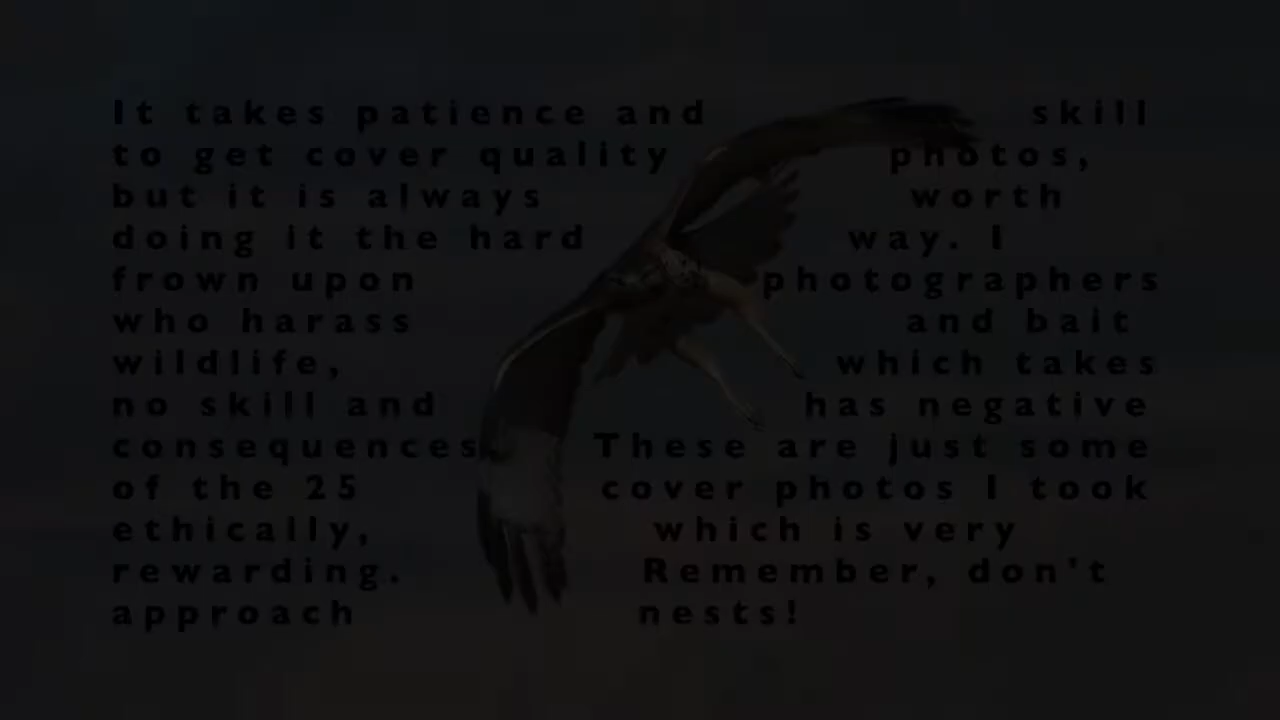 It takes patience and skill
to get cover quality photos,
but it is always worth
doing it the hard way. I
frown upon photographers
who harass and bait
wildlife, which takes
no skill and has negative
consequences These are just some
of the 25 cover photos I took
ethically, which is very
rewarding. Remember, don't
approach nests!